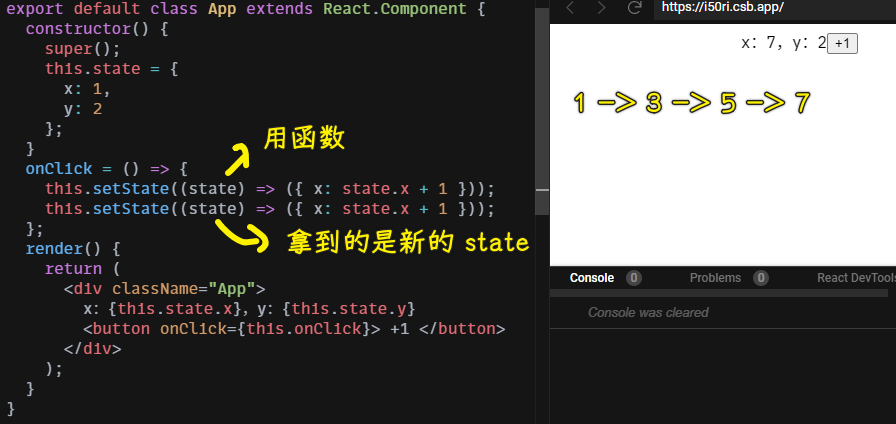 export default class App extends React.Component {
constructor() {
super();
this.state = {
x: 1,
y: 2
};
}
onClick = () => {
this.setState((state) => ({ x: state.x + 1 }));
this.setState((state) => ({ x: state.x + 1 }));
};
render() {
return (
<div className="App">
x: {this.state.x}, y: {this.state.y}
<button onClick={this.onClick}> +1 </button>
</div>
);
}
}
用函数
拿到的是新的 state
https://i50ri.csb.app/
x: 7, y: 2 +1
1 -> 3 -> 5 -> 7
Console 0 Problems 0 React DevTools
Console was cleared